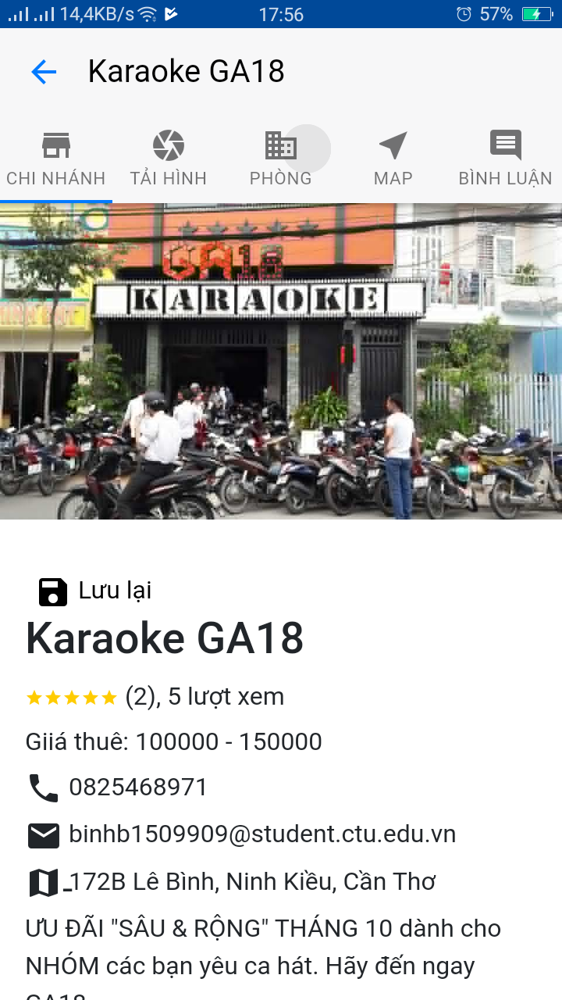 14,4KB/s 17:56 57%
Karaoke GA18
CHI NHÁNH TẢI HÌNH PHÒNG MAP BÌNH LUẬN
GA18
KARAOKE
Lưu lại
Karaoke GA18
(2), 5 lượt xem
Giiá thuê: 100000 - 150000
0825468971
binhb1509909@student.ctu.edu.vn
172B Lê Bình, Ninh Kiều, Cần Thơ
ƯU ĐÃI "SÂU & RỘNG" THÁNG 10 dành cho
NHÓM các bạn yêu ca hát. Hãy đến ngay
GA18